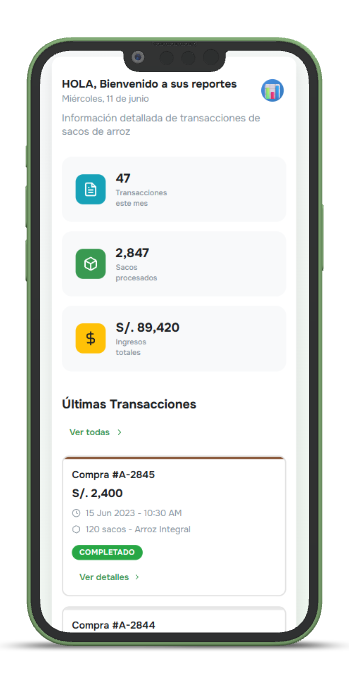 HOLA, Bienvenido a sus reportes
Miércoles, 11 de junio
Información detallada de transacciones de
sacos de arroz
47
Transacciones
este mes
2,847
Sacos
procesados
S/. 89,420
Ingresos
totales
Últimas Transacciones
Ver todas
Compra #A-2845
S/. 2,400
15 Jun 2023 - 10:30 AM
120 sacos - Arroz Integral
COMPLETADO
Ver detalles
Compra #A-2844